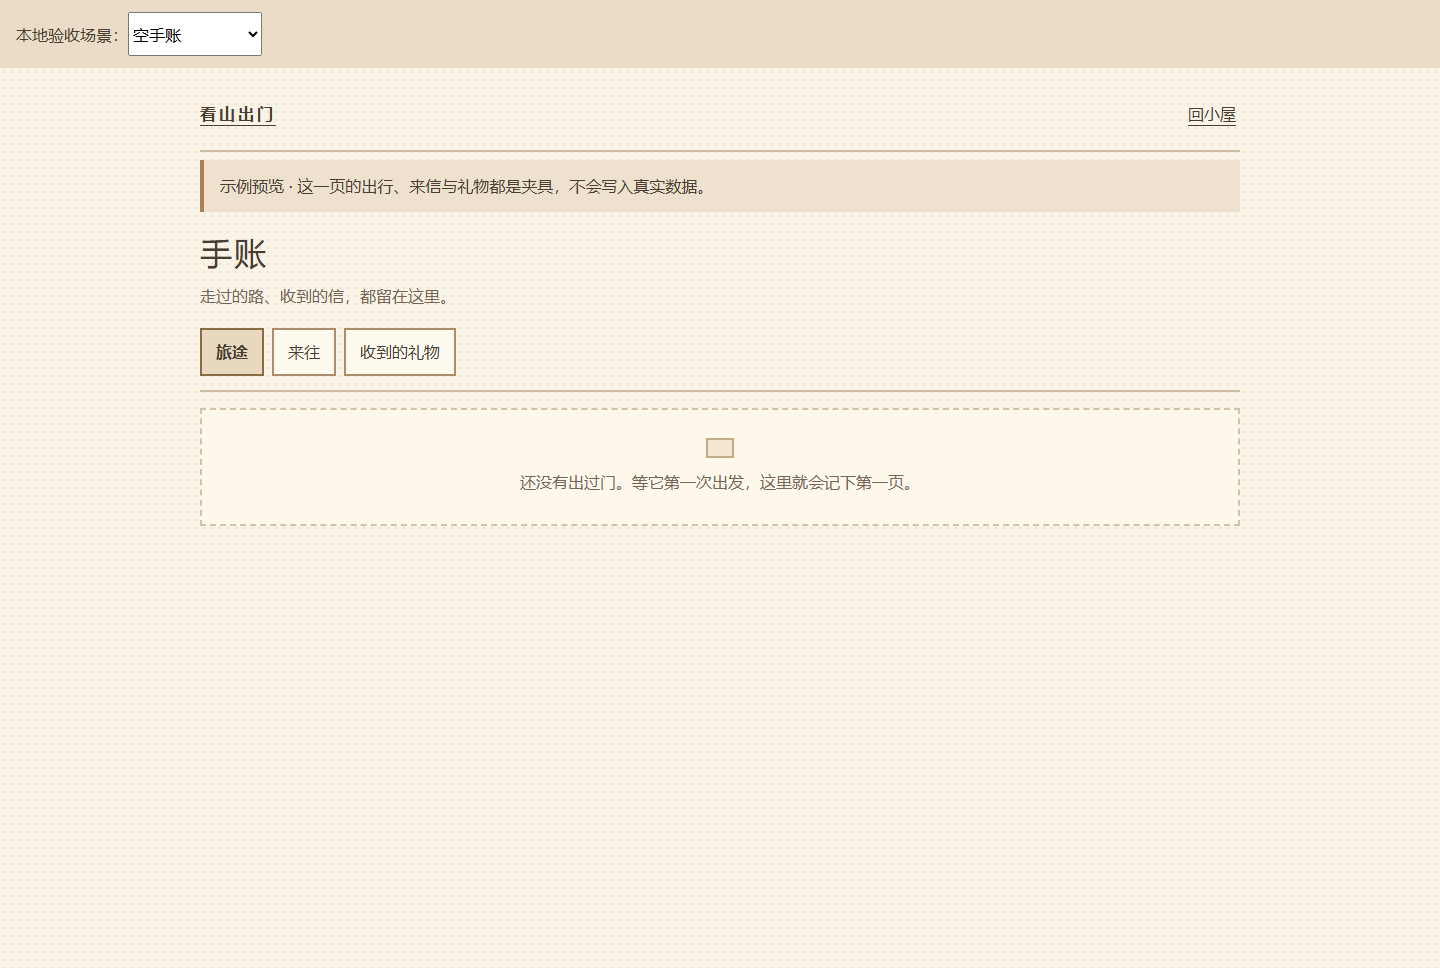 本地验收场景：空手账
看山出门
回小屋
示例预览 · 这一页的出行、来信与礼物都是夹具，不会写入真实数据。
手账
走过的路、收到的信，都留在这里。
旅途 来往 收到的礼物
还没有出过门。等它第一次出发，这里就会记下第一页。